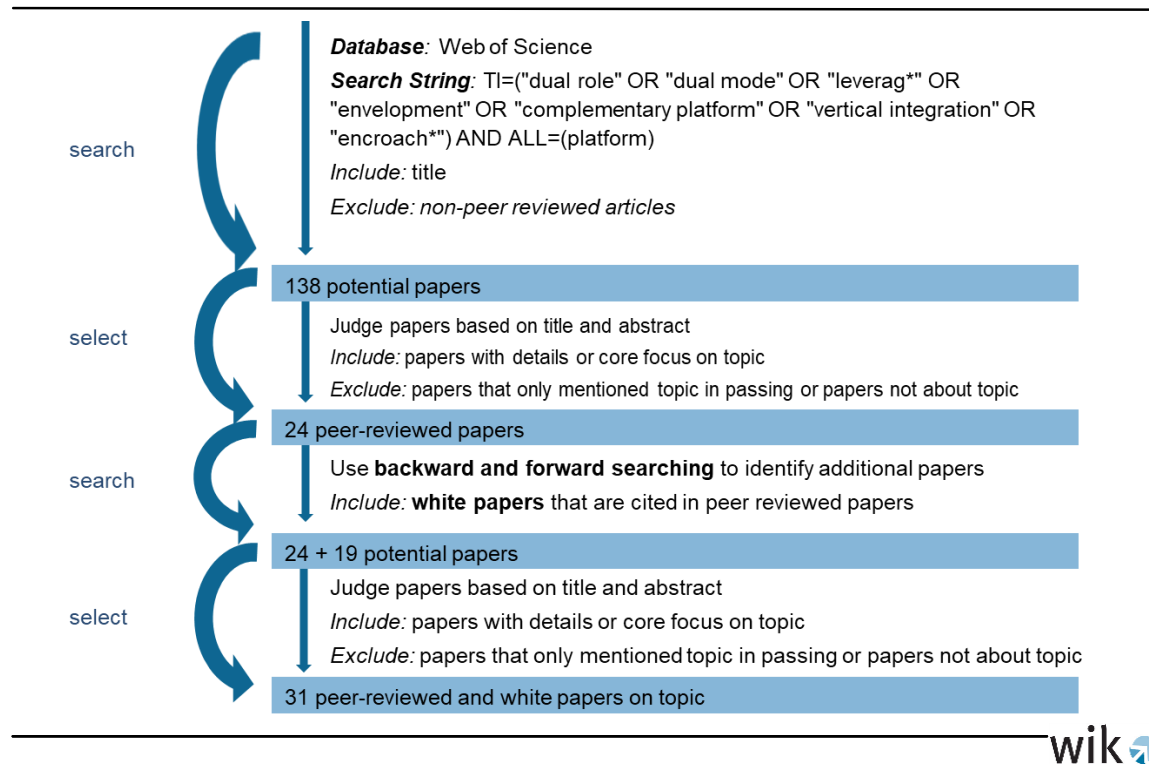 Database: Web of Science
Search String: TI=("dual role" OR "dual mode" OR "leverag*" OR
"envelopment" OR "complementary platform" OR "vertical integration" OR
"encroach*") AND ALL=(platform)
search
Include: title
Exclude: non-peer reviewed articles
138 potential papers
Judge papers based on title and abstract
select
Include: papers with details or core focus on topic
Exclude: papers that only mentioned topic in passing or papers not about topic
24 peer-reviewed papers
Use backward and forward searching to identify additional papers
search
Include: white papers that are cited in peer reviewed papers
24 + 19 potential papers
Judge papers based on title and abstract
select
Include: papers with details or core focus on topic
Exclude: papers that only mentioned topic in passing or papers not about topic
31 peer-reviewed and white papers on topic
wik